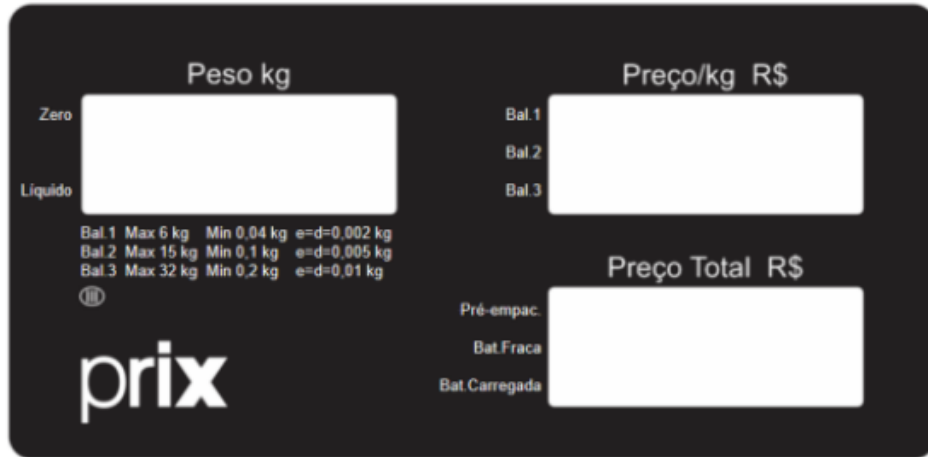 Peso kg
Zero
Líquido
Bal.1 Max 6 kg Min 0,04 kg e=d=0,002 kg
Bal.2 Max 15 kg Min 0,1 kg e=d=0,005 kg
Bal.3 Max 32 kg Min 0,2 kg e=d=0,01 kg
III
prix
Preço/kg R$
Bal.1
Bal.2
Bal.3
Preço Total R$
Pré-empac.
Bat.Fraca
Bat.Carregada